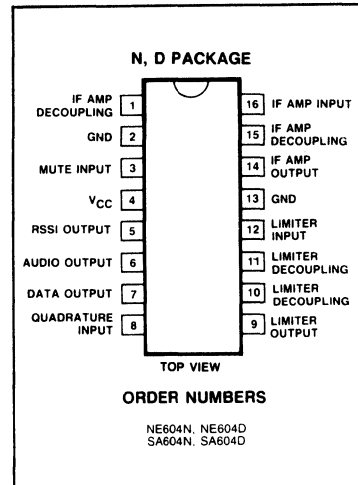 N, D PACKAGE
IF AMP DECOUPLING 1
GND 2
MUTE INPUT 3
VCC 4
RSSI OUTPUT 5
AUDIO OUTPUT 6
DATA OUTPUT 7
QUADRATURE INPUT 8
16 IF AMP INPUT
15 IF AMP DECOUPLING
14 IF AMP OUTPUT
13 GND
12 LIMITER INPUT
11 LIMITER DECOUPLING
10 LIMITER DECOUPLING
9 LIMITER OUTPUT
TOP VIEW
ORDER NUMBERS
NE604N, NE604D
SA604N, SA604D